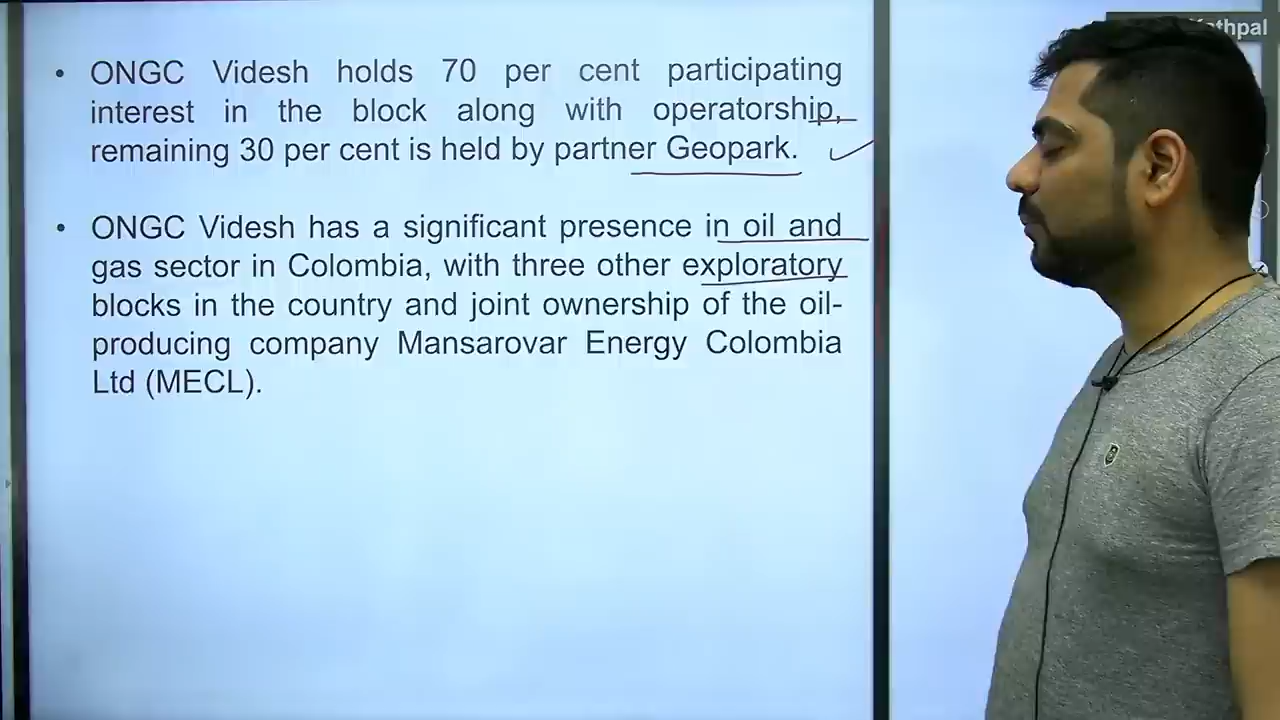 • ONGC Videsh holds 70 per cent participating
interest in the block along with operatorship,
remaining 30 per cent is held by partner Geopark.
• ONGC Videsh has a significant presence in oil and
gas sector in Colombia, with three other exploratory
blocks in the country and joint ownership of the oil-
producing company Mansarovar Energy Colombia
Ltd (MECL).